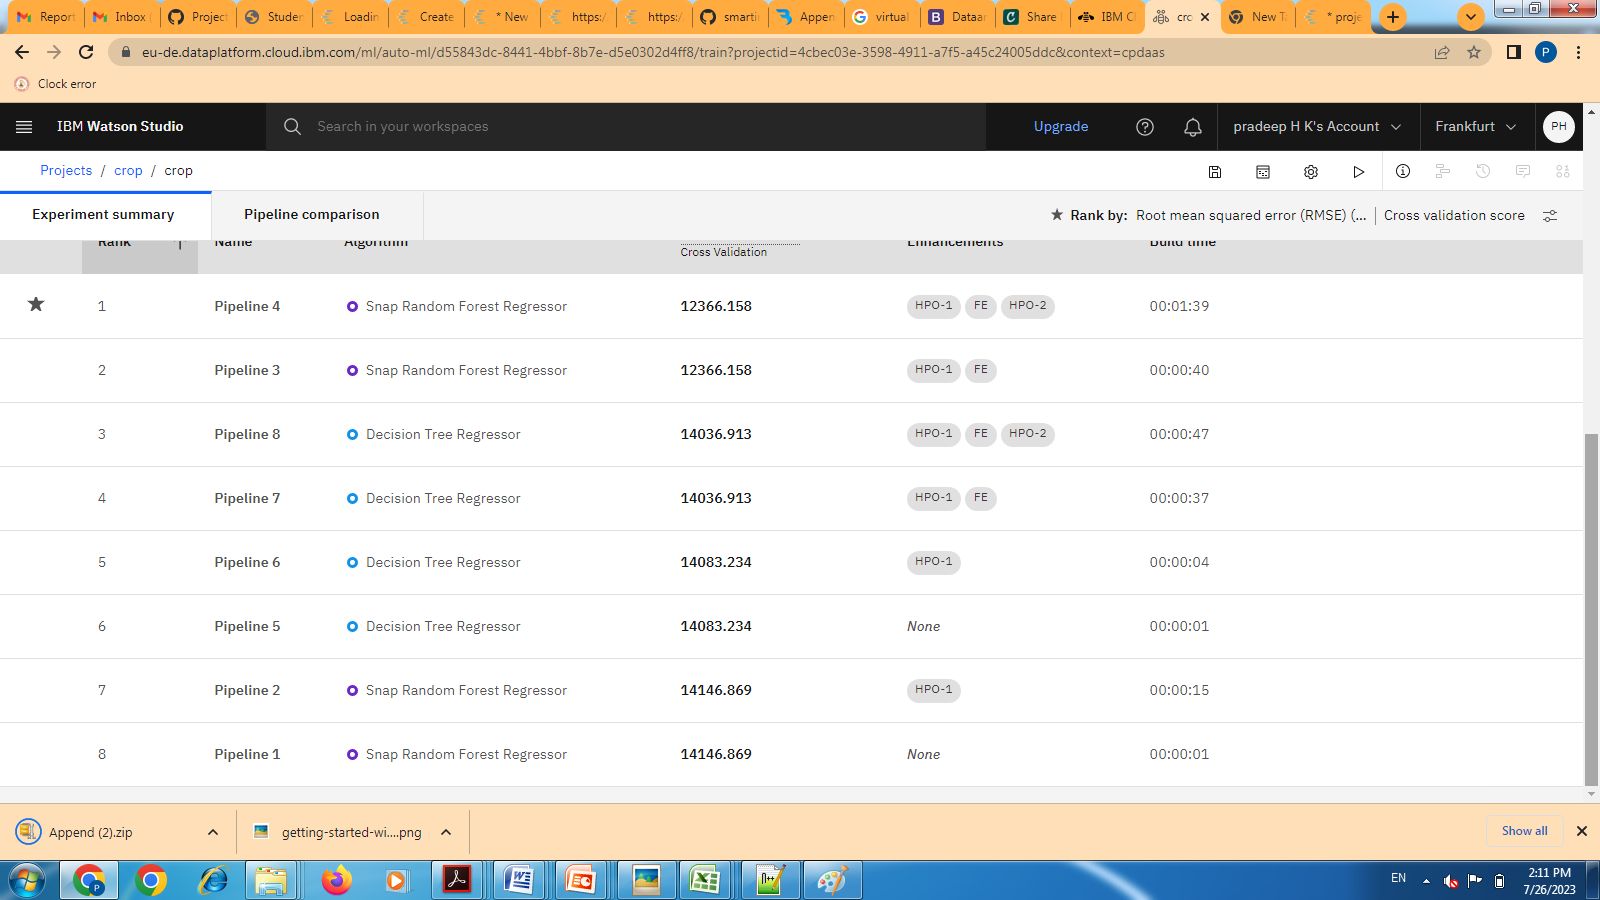 Report
Inbox
Project
Studen
Loadin
Create
* New
https:/
https:/
smartin
Appen
virtual
Dataar
Share
IBM Cl
cro
New Ta
* proje
eu-de.dataplatform.cloud.ibm.com/ml/auto-ml/d55843dc-8441-4bbf-8b7e-d5e0302d4ff8/train?projectid=4cbec03e-3598-4911-a7f5-a45c24005ddc&context=cpdaas
P
Clock error
IBM Watson Studio
Search in your workspaces
Upgrade
pradeep H K's Account
Frankfurt
PH
Projects / crop / crop
Experiment summary
Pipeline comparison
Rank by: Root mean squared error (RMSE) (...
Cross validation score
Rank Name Algorithm Enhancements Build time
Cross Validation
1 Pipeline 4 Snap Random Forest Regressor 12366.158 HPO-1 FE HPO-2 00:01:39
2 Pipeline 3 Snap Random Forest Regressor 12366.158 HPO-1 FE 00:00:40
3 Pipeline 8 Decision Tree Regressor 14036.913 HPO-1 FE HPO-2 00:00:47
4 Pipeline 7 Decision Tree Regressor 14036.913 HPO-1 FE 00:00:37
5 Pipeline 6 Decision Tree Regressor 14083.234 HPO-1 00:00:04
6 Pipeline 5 Decision Tree Regressor 14083.234 None 00:00:01
7 Pipeline 2 Snap Random Forest Regressor 14146.869 HPO-1 00:00:15
8 Pipeline 1 Snap Random Forest Regressor 14146.869 None 00:00:01
Append (2).zip
getting-started-wi....png
Show all
EN
2:11 PM
7/26/2023